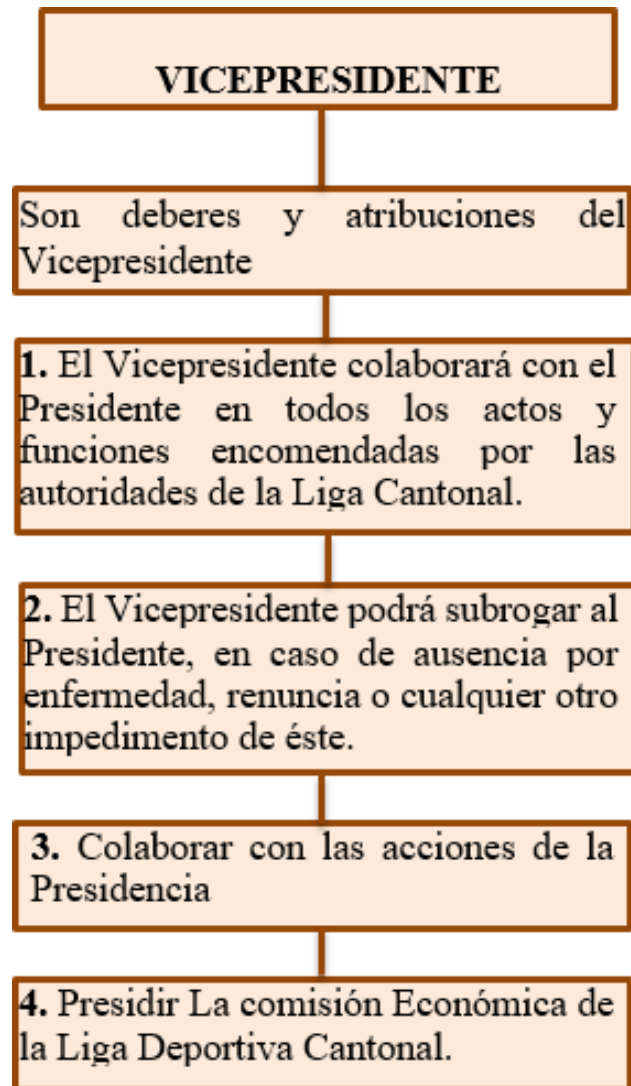 VICEPRESIDENTE
Son deberes y atribuciones del
Vicepresidente
1. El Vicepresidente colaborará con el
Presidente en todos los actos y
funciones encomendadas por las
autoridades de la Liga Cantonal.
2. El Vicepresidente podrá subrogar al
Presidente, en caso de ausencia por
enfermedad, renuncia o cualquier otro
impedimento de éste.
3. Colaborar con las acciones de la
Presidencia
4. Presidir La comisión Económica de
la Liga Deportiva Cantonal.